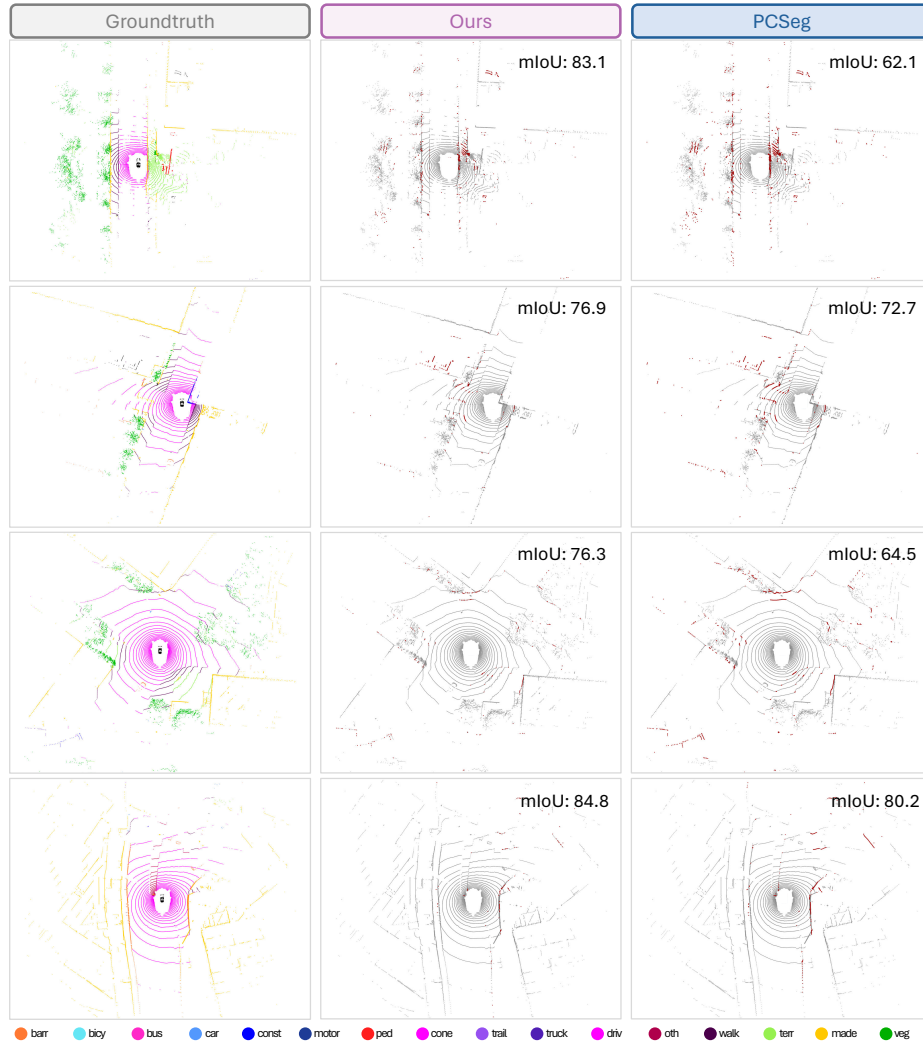 Groundtruth Ours PCSeg
mIoU: 83.1 mIoU: 62.1
mIoU: 76.9 mIoU: 72.7
mIoU: 76.3 mIoU: 64.5
mIoU: 84.8 mIoU: 80.2
barr bicy bus car const motor ped cone trail truck driv oth walk terr made veg